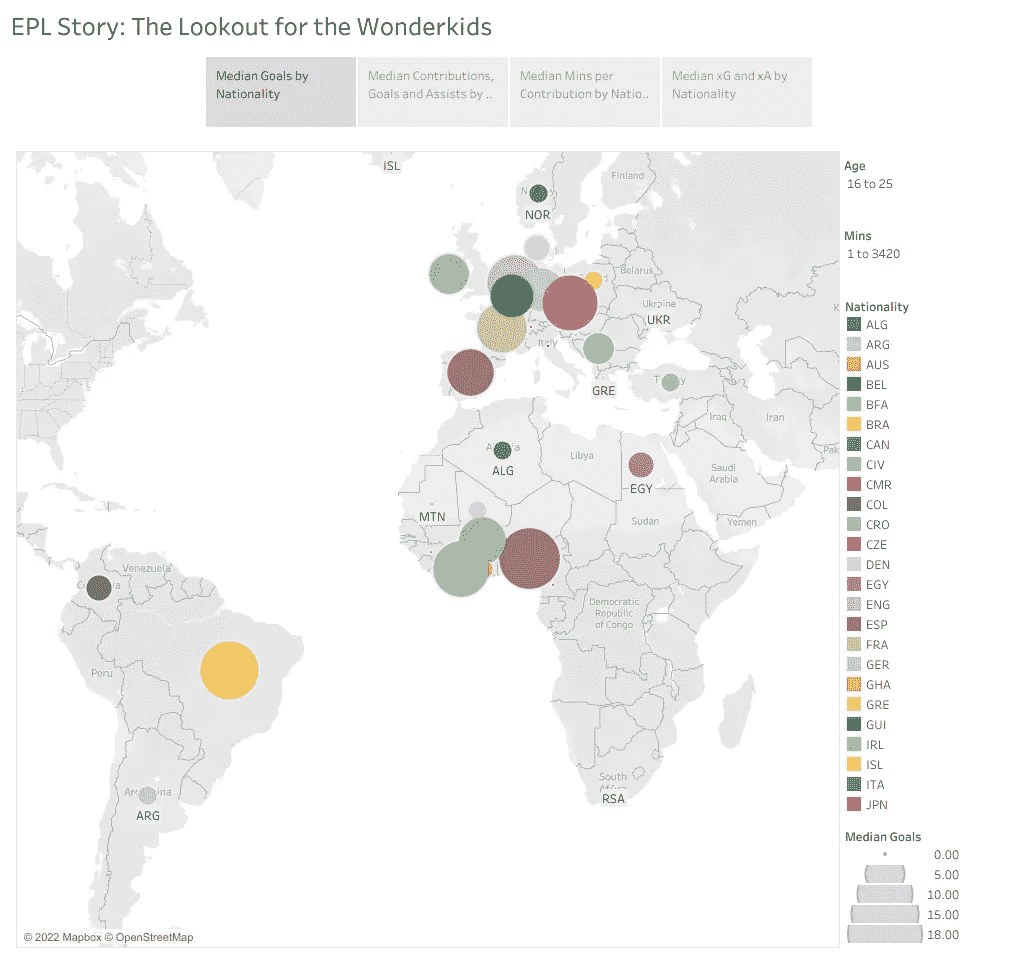 EPL Story: The Lookout for the Wonderkids
Median Goals by
Nationality
Median Contributions,
Goals and Assists by ..
Median Mins per
Contribution by Natio..
Median xG and xA by
Nationality
ISL
Finland
NOR
Belarus
Ukraine
UKR
Italy
GRE
Iraq
Iran
ALG
Libya
EGY
Saudi
Arabia
MTN
Sudan
Yemen
Venezuela
Democratic
Republic
of Congo
Peru
South
RSA
ARG
© 2022 Mapbox © OpenStreetMap
Age
16 to 25
Mins
1 to 3420
Nationality
ALG
ARG
AUS
BEL
BFA
BRA
CAN
CIV
CMR
COL
CRO
CZE
DEN
EGY
ENG
ESP
FRA
GER
GHA
GRE
GUI
IRL
ISL
ITA
JPN
Median Goals
0.00
5.00
10.00
15.00
18.00